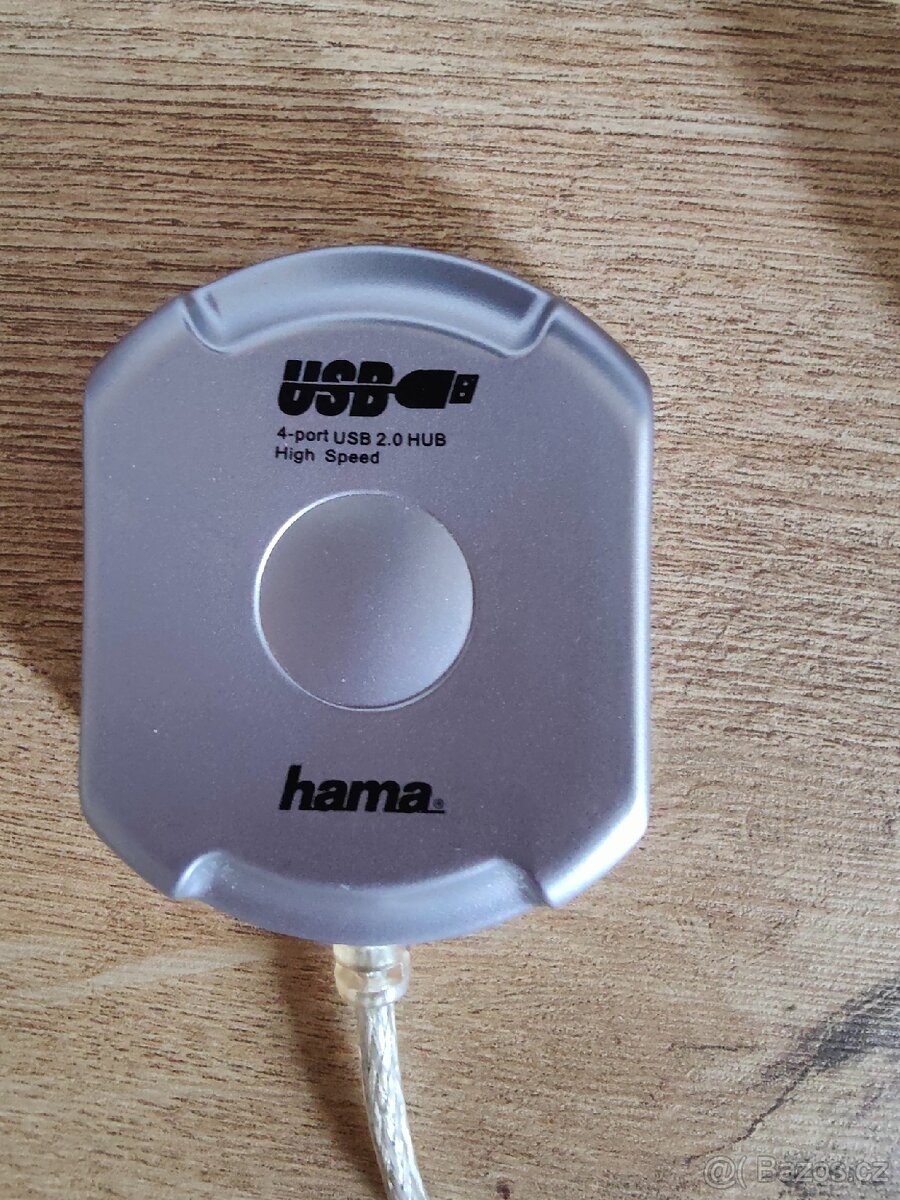 USB
4-port USB 2.0 HUB
High Speed
hama®
@( Bazos.cz